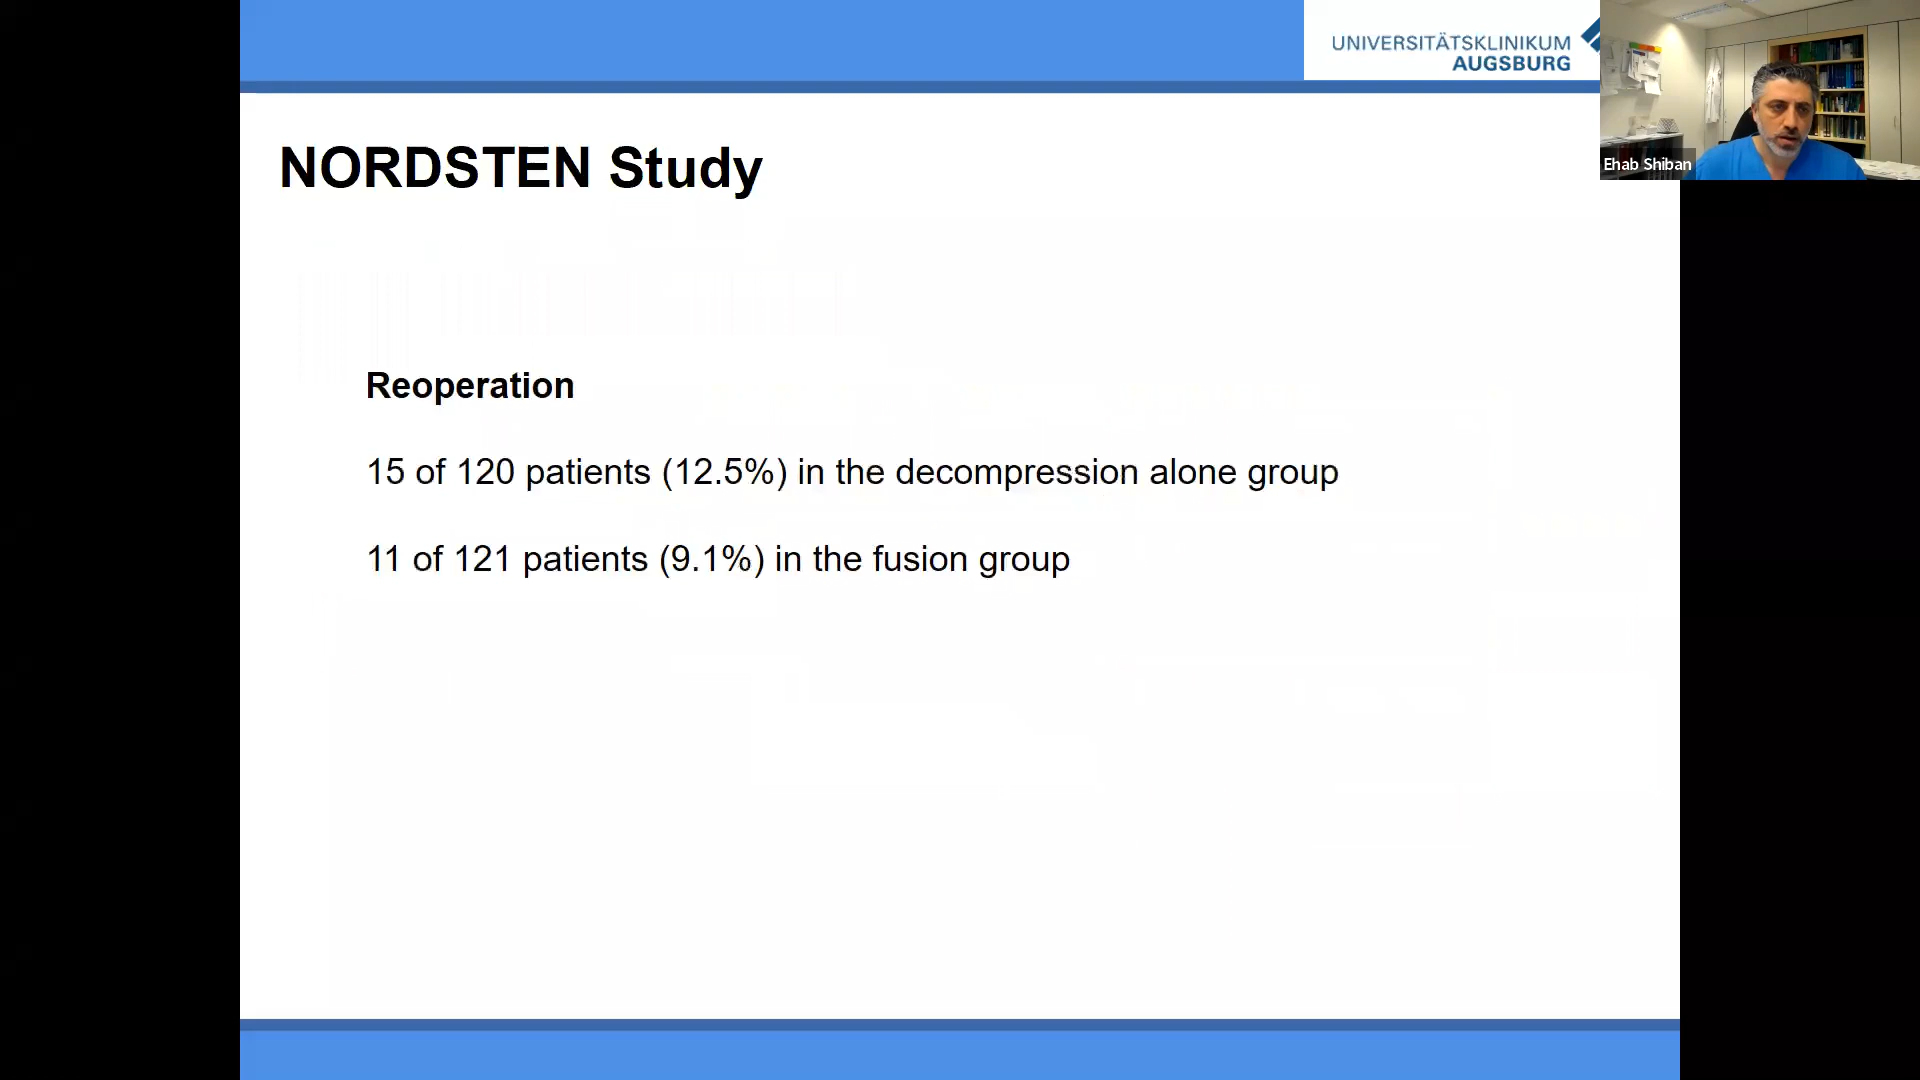 UNIVERSITÄTSKLINIKUM
AUGSBURG
Ehab Shiban
NORDSTEN Study
Reoperation
15 of 120 patients (12.5%) in the decompression alone group
11 of 121 patients (9.1%) in the fusion group